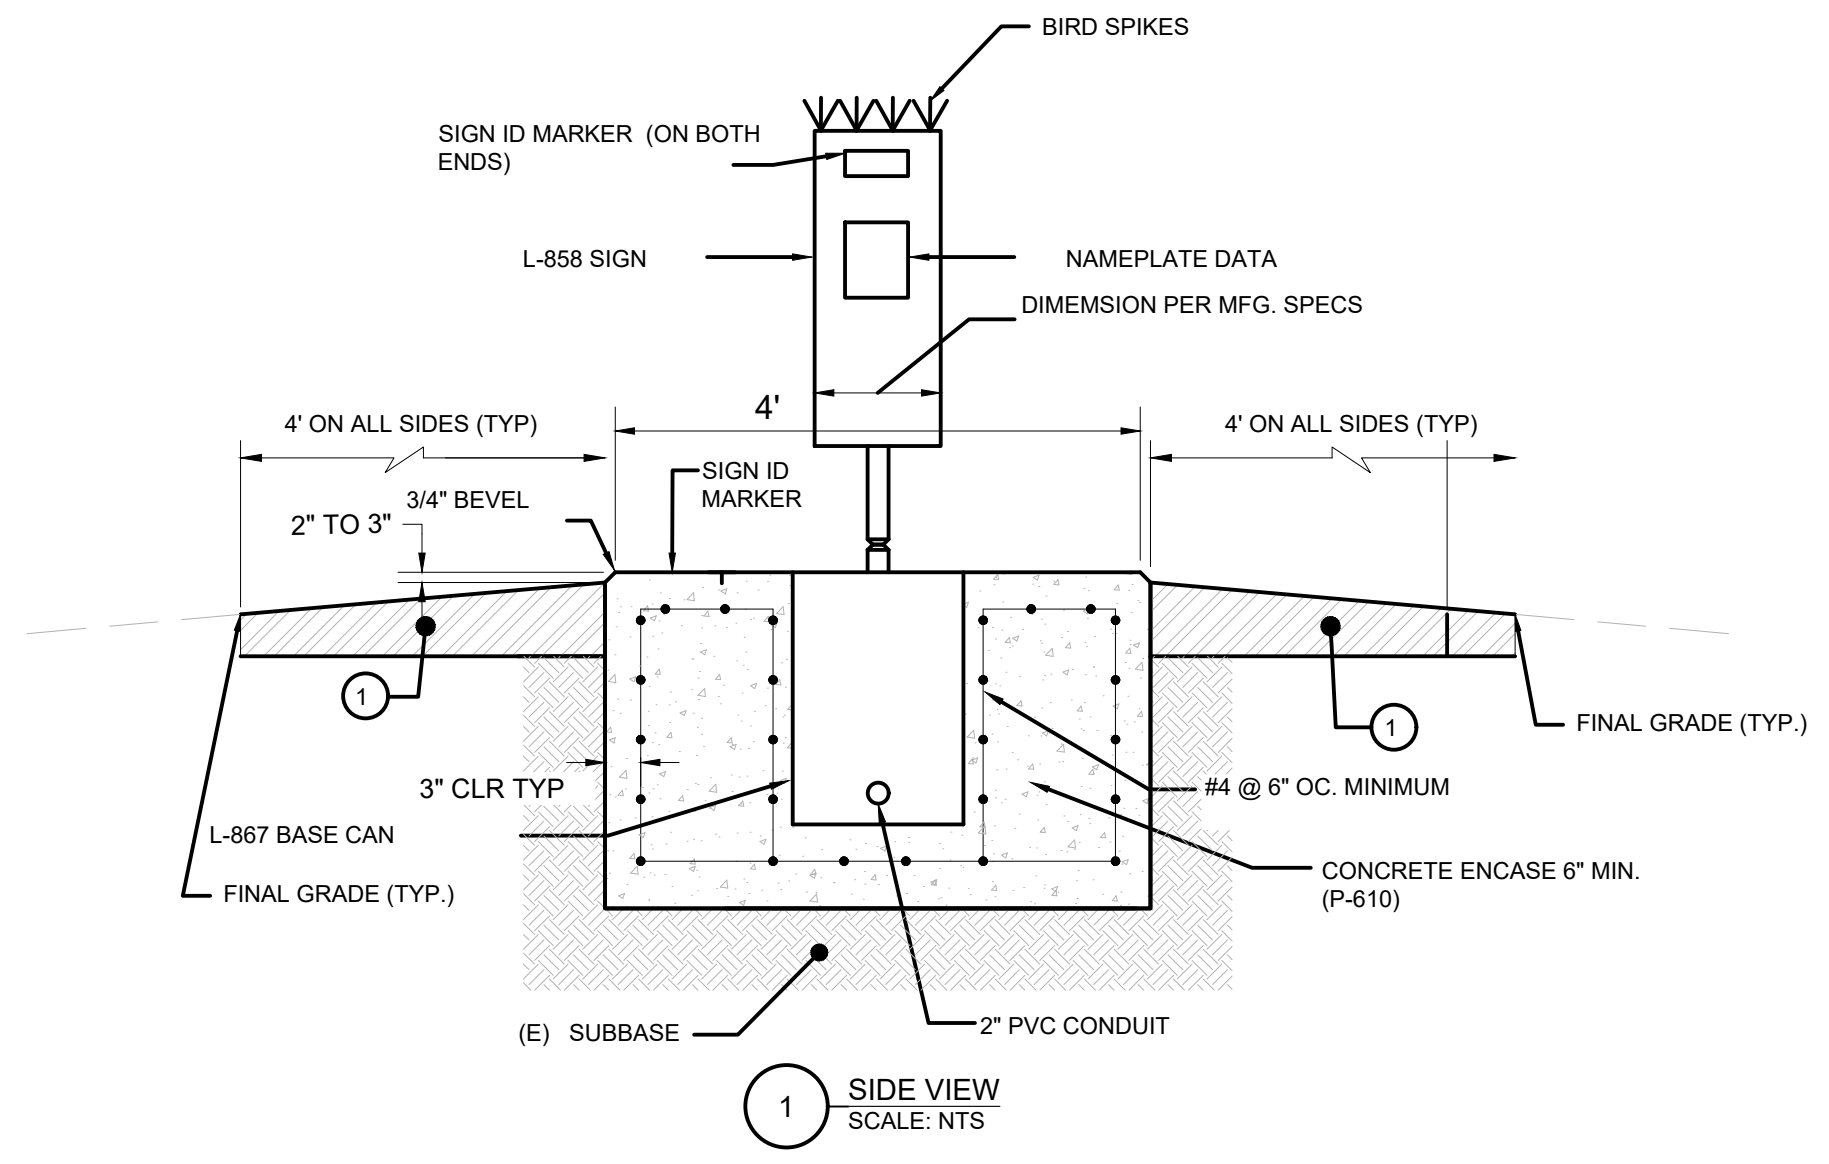 BIRD SPIKES
SIGN ID MARKER  (ON BOTH
ENDS)
L-858 SIGN
NAMEPLATE DATA
DIMEMSION PER MFG. SPECS
4'
4' ON ALL SIDES (TYP)
4' ON ALL SIDES (TYP)
SIGN ID
MARKER
3/4" BEVEL
2" TO 3"
1
1
FINAL GRADE (TYP.)
3" CLR TYP
#4 @ 6" OC. MINIMUM
L-867 BASE CAN
CONCRETE ENCASE 6" MIN.
(P-610)
FINAL GRADE (TYP.)
2" PVC CONDUIT
(E)   SUBBASE
1
SIDE VIEW
SCALE: NTS